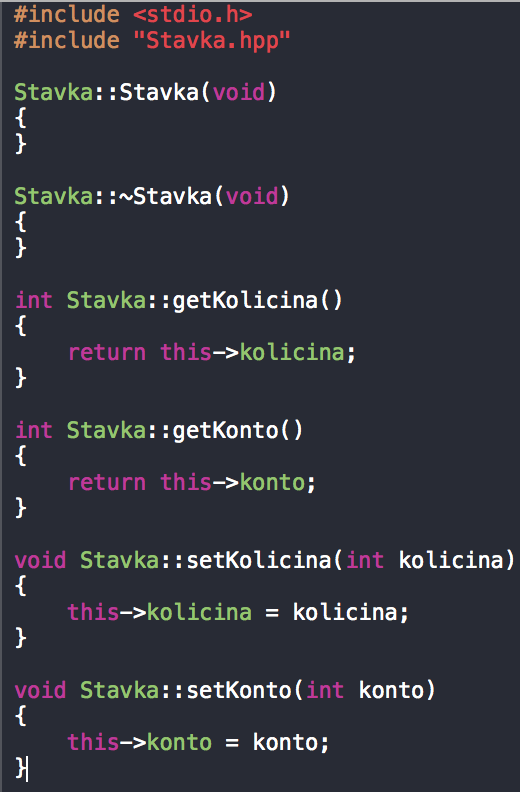 #include <stdio.h>
#include "Stavka.hpp"

Stavka::Stavka(void)
{
}

Stavka::~Stavka(void)
{
}

int Stavka::getKolicina()
{
    return this->kolicina;
}

int Stavka::getKonto()
{
    return this->konto;
}

void Stavka::setKolicina(int kolicina)
{
    this->kolicina = kolicina;
}

void Stavka::setKonto(int konto)
{
    this->konto = konto;
}